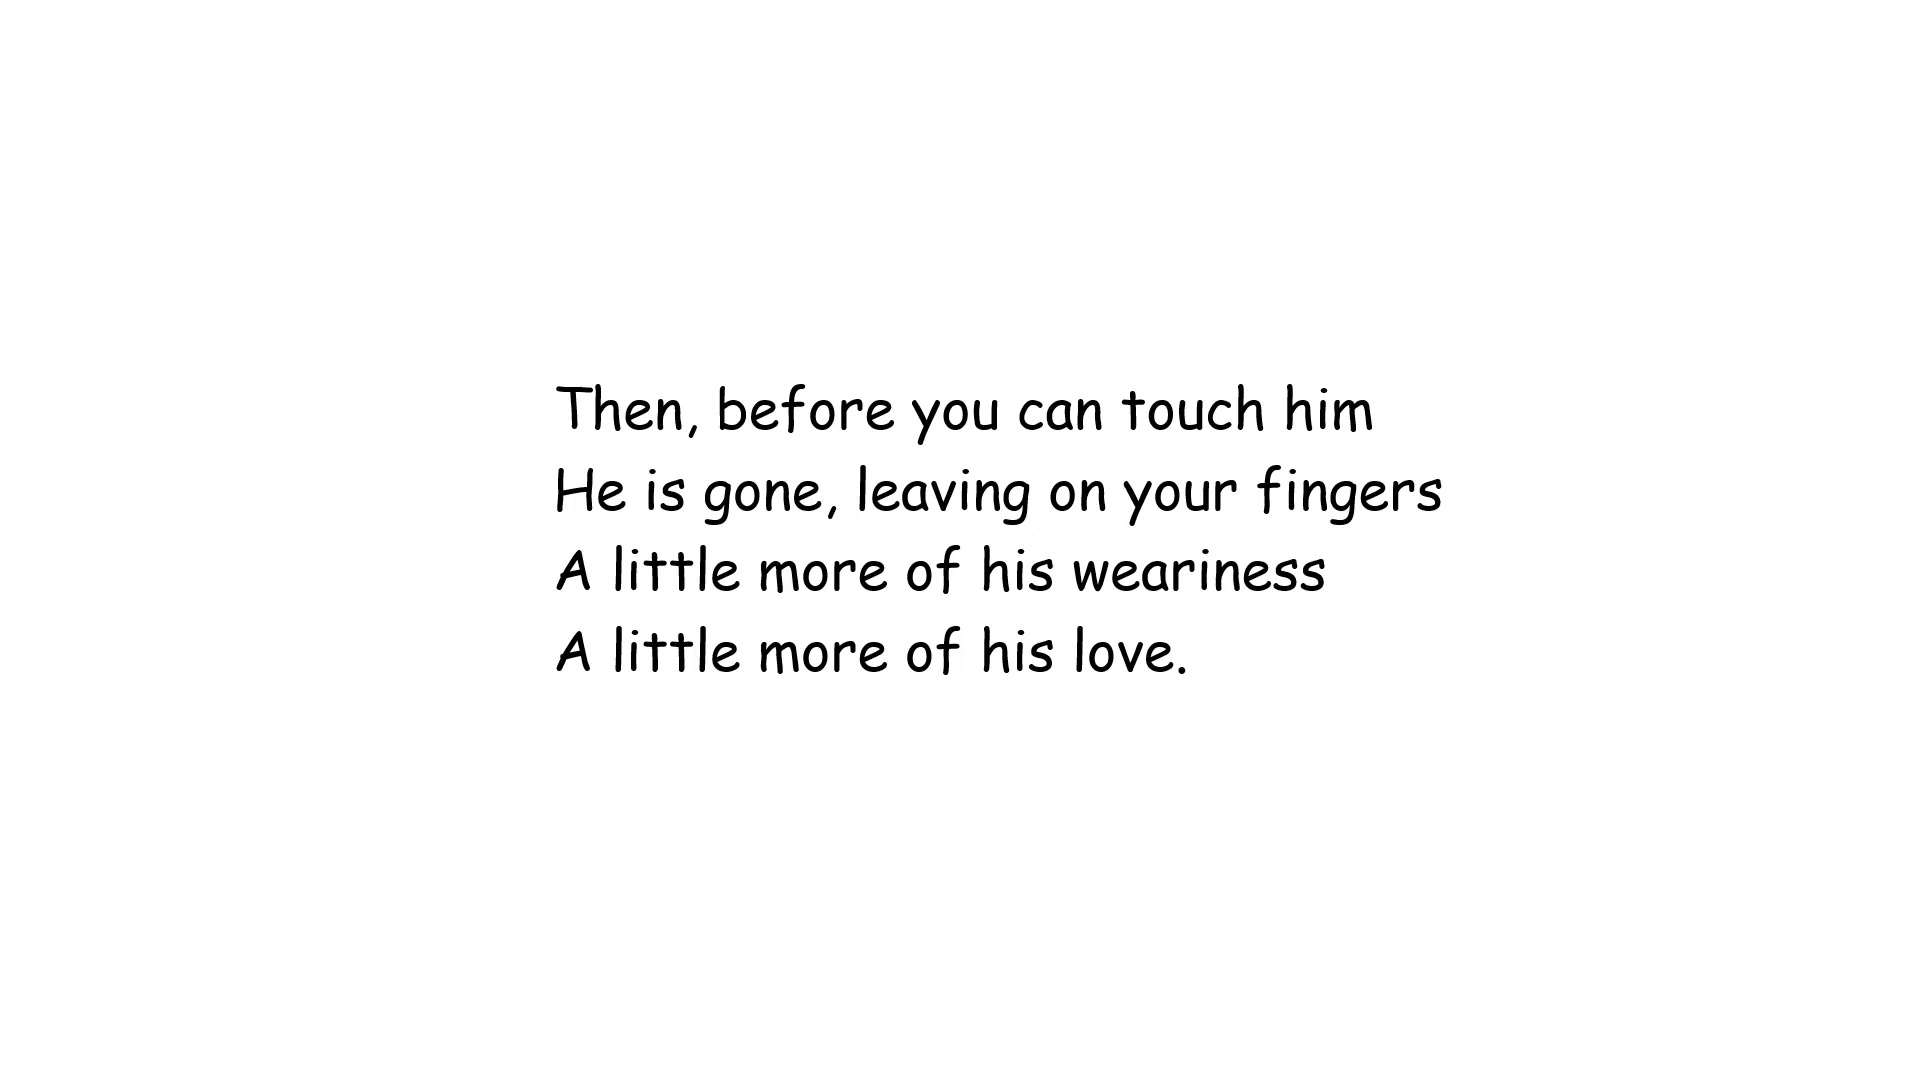 Then, before you can touch him
He is gone, leaving on your fingers
A little more of his weariness
A little more of his love.